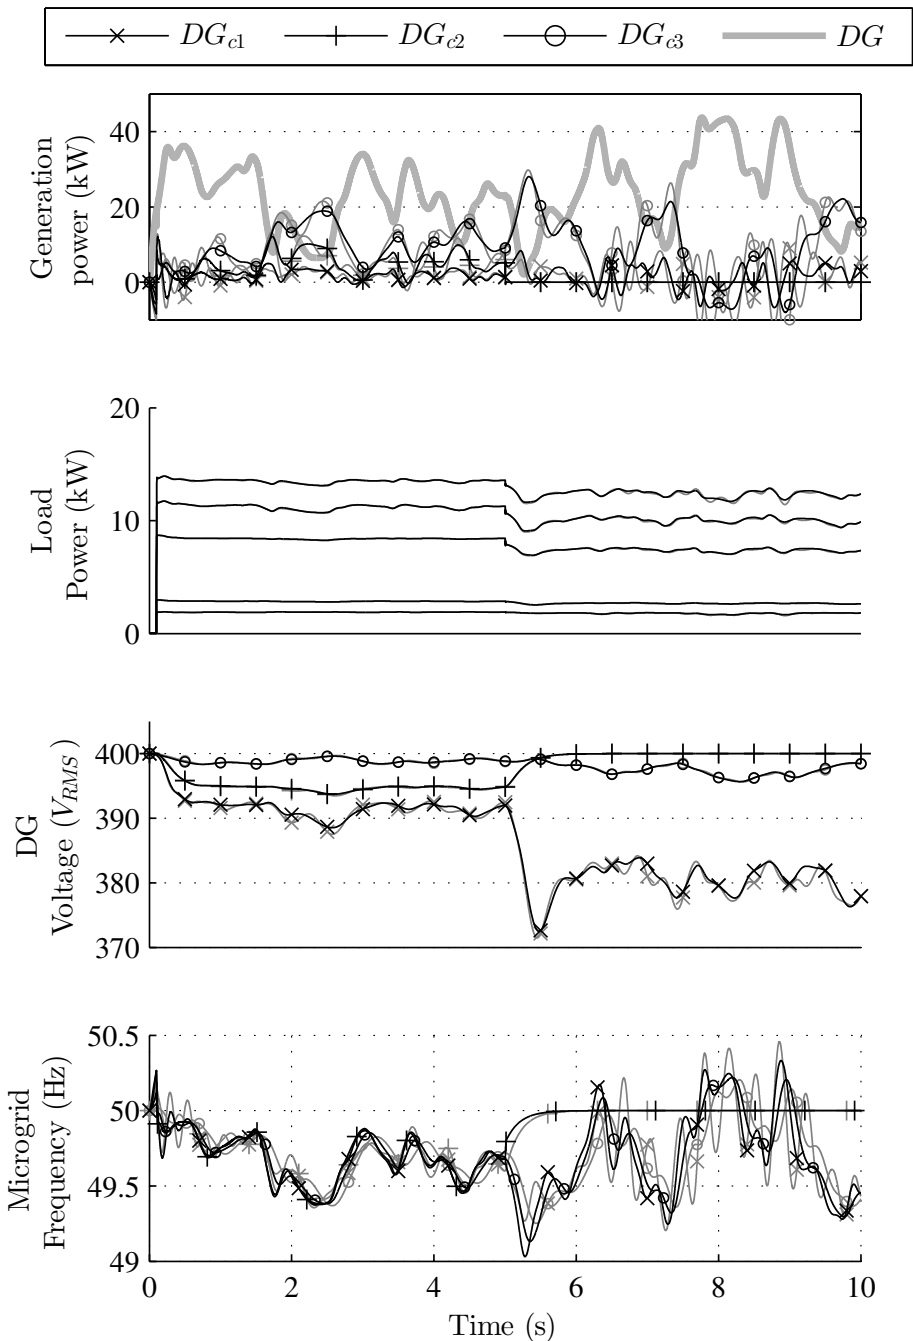 DGc1 DGc2 DGc3 DG
Generation
power (kW)
40
20
0
Load
Power (kW)
20
10
0
DG
Voltage (VRMS)
400
390
380
370
Microgrid
Frequency (Hz)
50.5
50
49.5
49
0 2 4 6 8 10
Time (s)